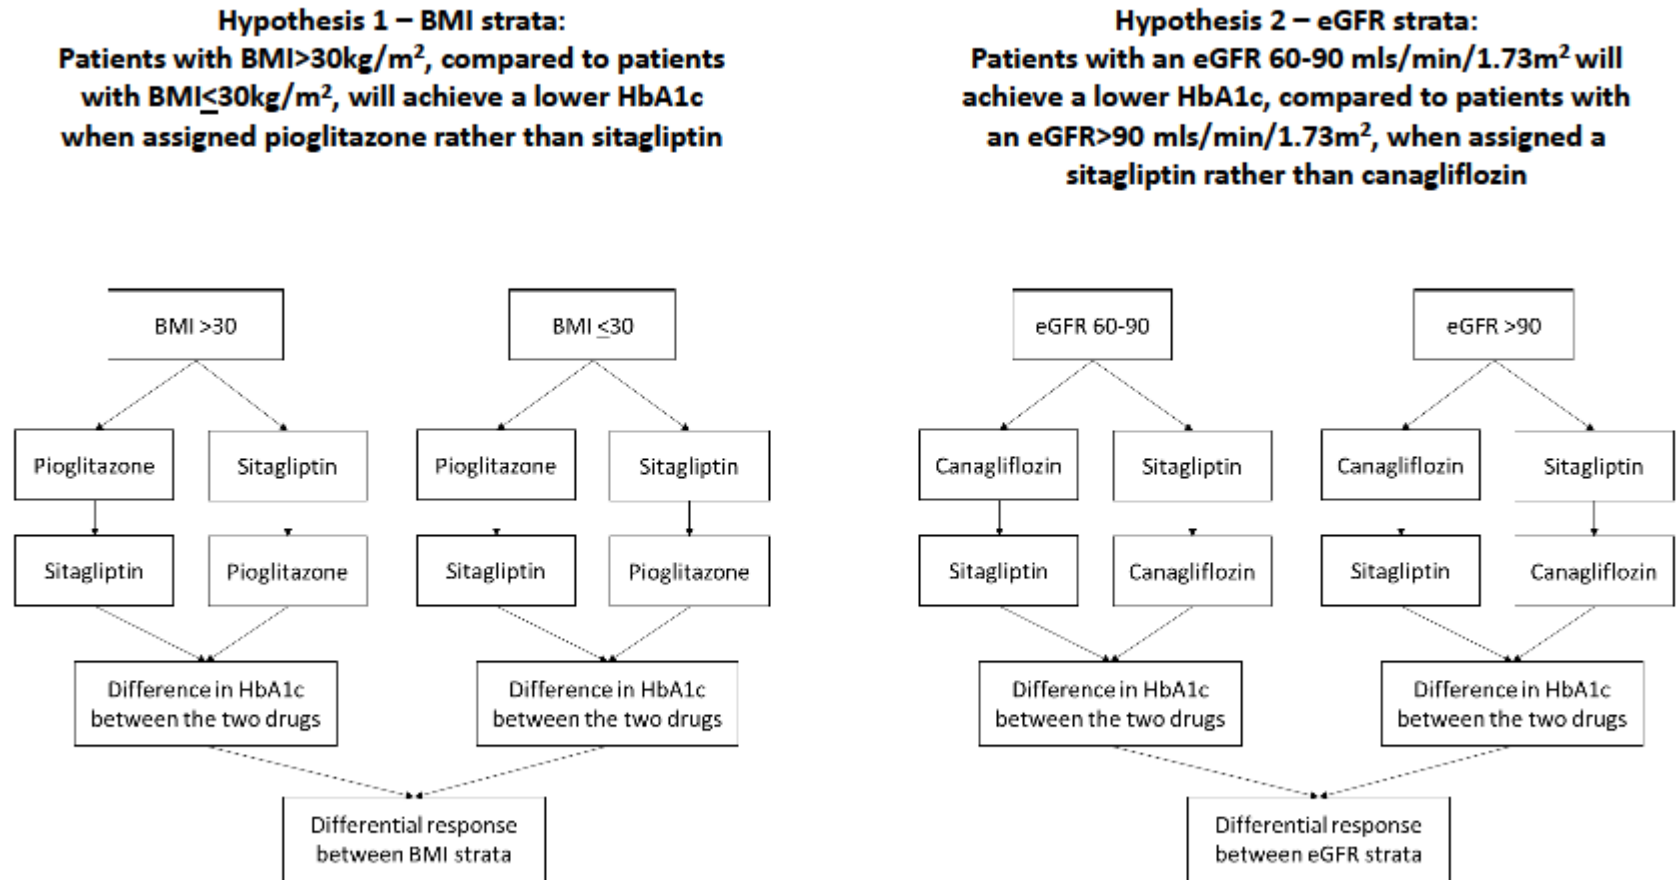 Hypothesis 1 – BMI strata:
Patients with BMI>30kg/m², compared to patients
with BMI≤30kg/m², will achieve a lower HbA1c
when assigned pioglitazone rather than sitagliptin
BMI >30
BMI ≤30
Pioglitazone
Sitagliptin
Pioglitazone
Sitagliptin
Sitagliptin
Pioglitazone
Sitagliptin
Pioglitazone
Difference in HbA1c
between the two drugs
Difference in HbA1c
between the two drugs
Differential response
between BMI strata
Hypothesis 2 – eGFR strata:
Patients with an eGFR 60-90 mls/min/1.73m² will
achieve a lower HbA1c, compared to patients with
an eGFR>90 mls/min/1.73m², when assigned a
sitagliptin rather than canagliflozin
eGFR 60-90
eGFR >90
Canagliflozin
Sitagliptin
Canagliflozin
Sitagliptin
Sitagliptin
Canagliflozin
Sitagliptin
Canagliflozin
Difference in HbA1c
between the two drugs
Difference in HbA1c
between the two drugs
Differential response
between eGFR strata